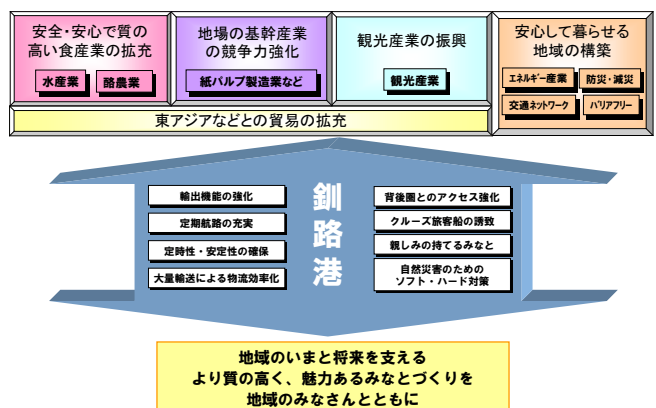 安全・安心で質の
高い食産業の拡充
水産業
酪農業
地場の基幹産業
の競争力強化
紙パルプ製造業など
観光産業の振興
観光産業
安心して暮らせる
地域の構築
エネルギー産業
防災・減災
交通ネットワーク
バリアフリー
東アジアなどとの貿易の拡充
釧路港
輸出機能の強化
定期航路の充実
定時性・安定性の確保
大量輸送による物流効率化
背後圏とのアクセス強化
クルーズ旅客船の誘致
親しみの持てるみなと
自然災害のための
ソフト・ハード対策
地域のいまと将来を支える
より質の高く、魅力あるみなとづくりを
地域のみなさんとともに